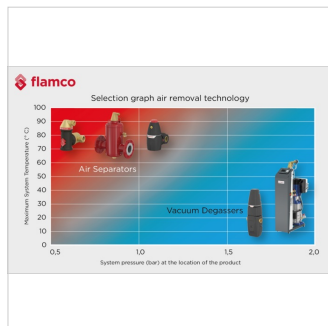 flamco
Selection graph air removal technology
Maximum System Temperature (°C)
100
90
80
70
60
50
40
30
20
10
0
Air Separators
Vacuum Degassers
0,5
1,0
1,5
2,0
System pressure (bar) at the location of the product